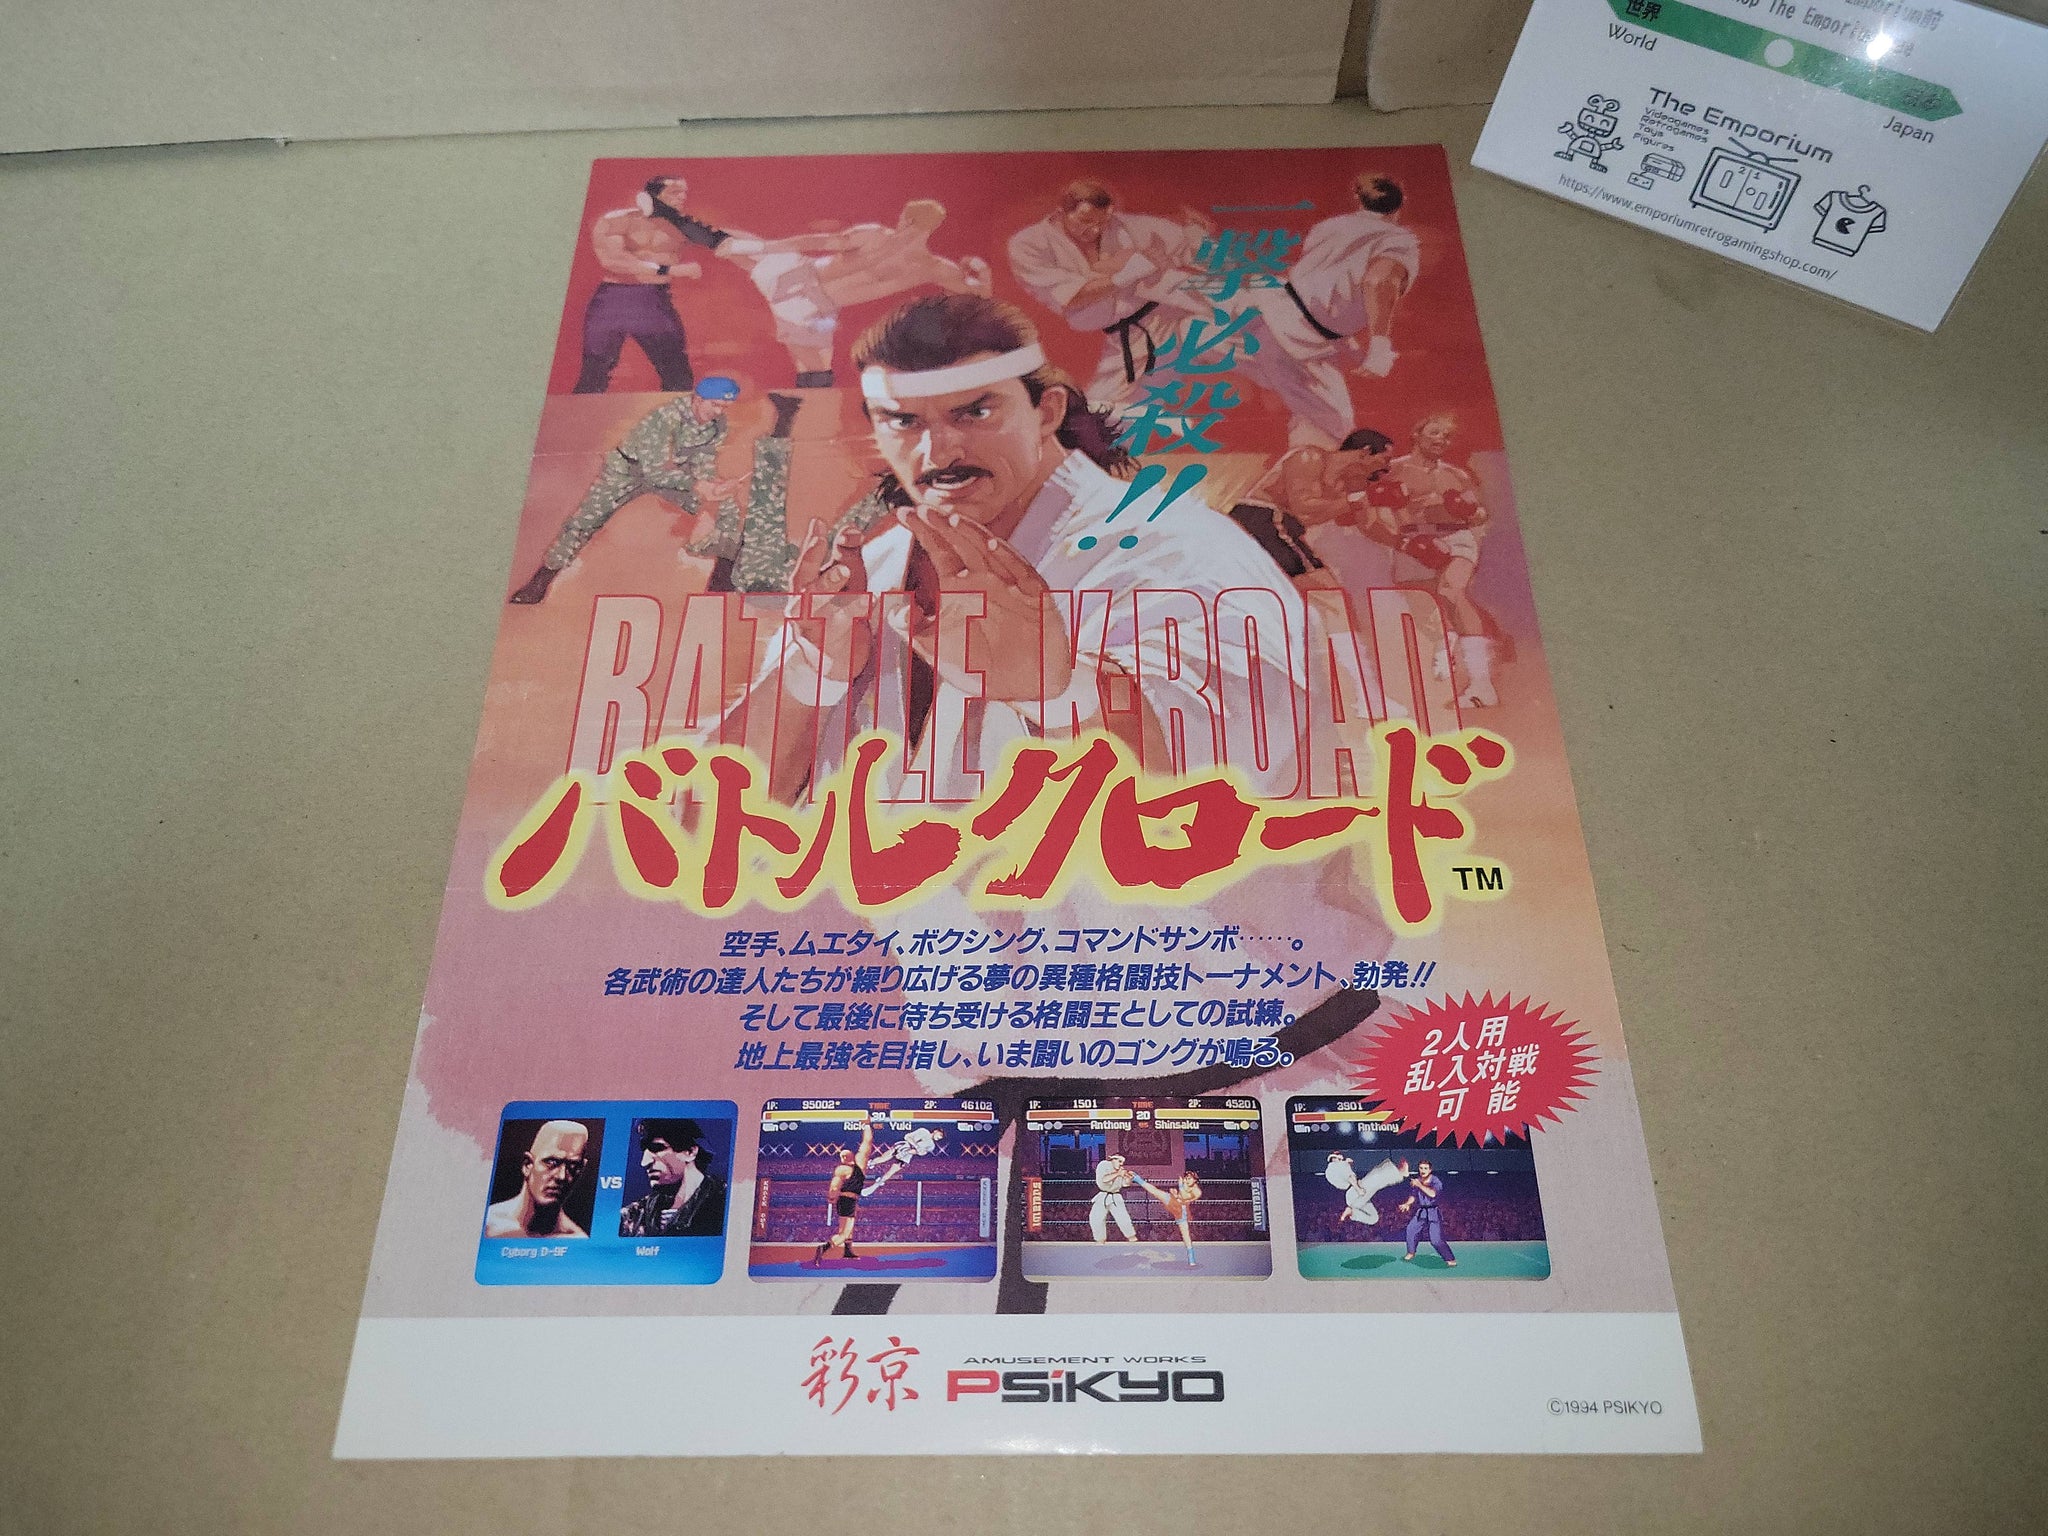 世界
World
Japan
The Emporium
Videogames
Retrogames
Toys
Figures
https://www.emporiumretrogamingshop.com/
一撃必殺!!
BATTLE K·ROAD
バトルクロード
TM
空手、ムエタイ、ボクシング、コマンドサンボ……。
各武術の達人たちが繰り広げる夢の異種格闘技トーナメント、勃発!!
そして最後に待ち受ける格闘王としての試練。
地上最強を目指し、いま闘いのゴングが鳴る。
2人用
乱入対戦
可能
VS
Cyborg D-9F
Wolf
1P: 95002* TIME 2P: 46102
Win Rick VS Yuki Win
1P: 1501 TIME 2P: 45201
20
Win Anthony VS Shinsaku Win
1P: 3901
Win Anthony
彩京
AMUSEMENT WORKS
PSiKYO
©1994 PSIKYO